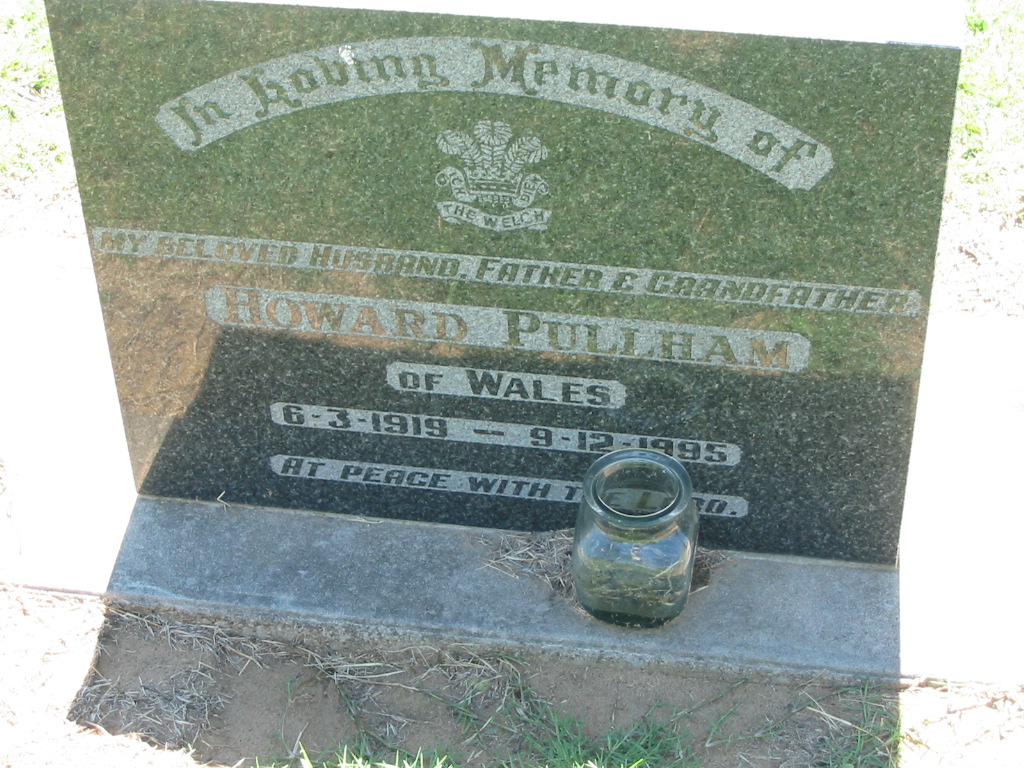 In Loving Memory of
THE WELCH
MY BELOVED HUSBAND, FATHER & GRANDFATHER.
HOWARD PULLHAM
OF WALES
6-3-1919 — 9-12-1995
AT PEACE WITH